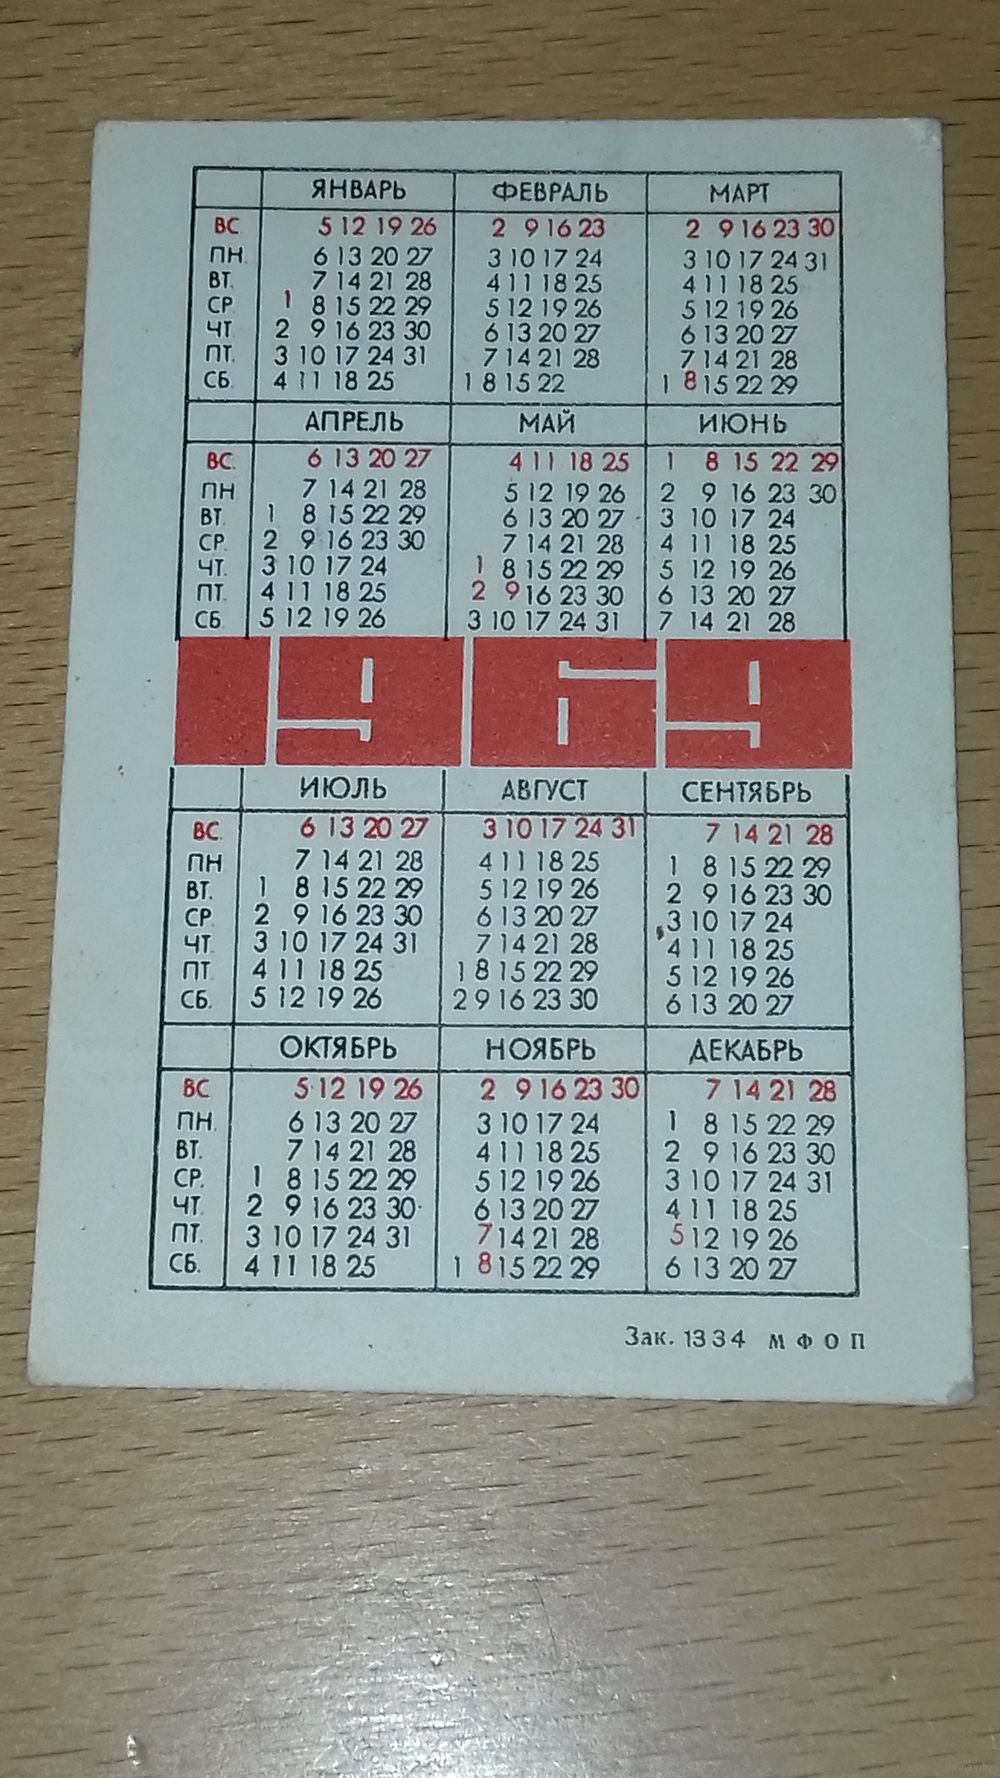 ЯНВАРЬ ФЕВРАЛЬ МАРТ
ВС 5 12 19 26 2 9 16 23 2 9 16 23 30
ПН. 6 13 20 27 3 10 17 24 3 10 17 24 31
ВТ. 7 14 21 28 4 11 18 25 4 11 18 25
СР 1 8 15 22 29 5 12 19 26 5 12 19 26
ЧТ 2 9 16 23 30 6 13 20 27 6 13 20 27
ПТ. 3 10 17 24 31 7 14 21 28 7 14 21 28
СБ 4 11 18 25 1 8 15 22 1 8 15 22 29
АПРЕЛЬ МАЙ ИЮНЬ
ВС. 6 13 20 27 4 11 18 25 1 8 15 22 29
ПН 7 14 21 28 5 12 19 26 2 9 16 23 30
ВТ. 1 8 15 22 29 6 13 20 27 3 10 17 24
СР. 2 9 16 23 30 7 14 21 28 4 11 18 25
ЧТ. 3 10 17 24 1 8 15 22 29 5 12 19 26
ПТ. 4 11 18 25 2 9 16 23 30 6 13 20 27
СБ 5 12 19 26 3 10 17 24 31 7 14 21 28
1969
ИЮЛЬ АВГУСТ СЕНТЯБРЬ
ВС. 6 13 20 27 3 10 17 24 31 7 14 21 28
ПН 7 14 21 28 4 11 18 25 1 8 15 22 29
ВТ. 1 8 15 22 29 5 12 19 26 2 9 16 23 30
СР. 2 9 16 23 30 6 13 20 27 3 10 17 24
ЧТ 3 10 17 24 31 7 14 21 28 4 11 18 25
ПТ 4 11 18 25 1 8 15 22 29 5 12 19 26
СБ. 5 12 19 26 2 9 16 23 30 6 13 20 27
ОКТЯБРЬ НОЯБРЬ ДЕКАБРЬ
ВС 5 12 19 26 2 9 16 23 30 7 14 21 28
ПН. 6 13 20 27 3 10 17 24 1 8 15 22 29
ВТ. 7 14 21 28 4 11 18 25 2 9 16 23 30
СР. 1 8 15 22 29 5 12 19 26 3 10 17 24 31
ЧТ 2 9 16 23 30 6 13 20 27 4 11 18 25
ПТ. 3 10 17 24 31 7 14 21 28 5 12 19 26
СБ. 4 11 18 25 1 8 15 22 29 6 13 20 27
Зак. 1334 М Ф О П